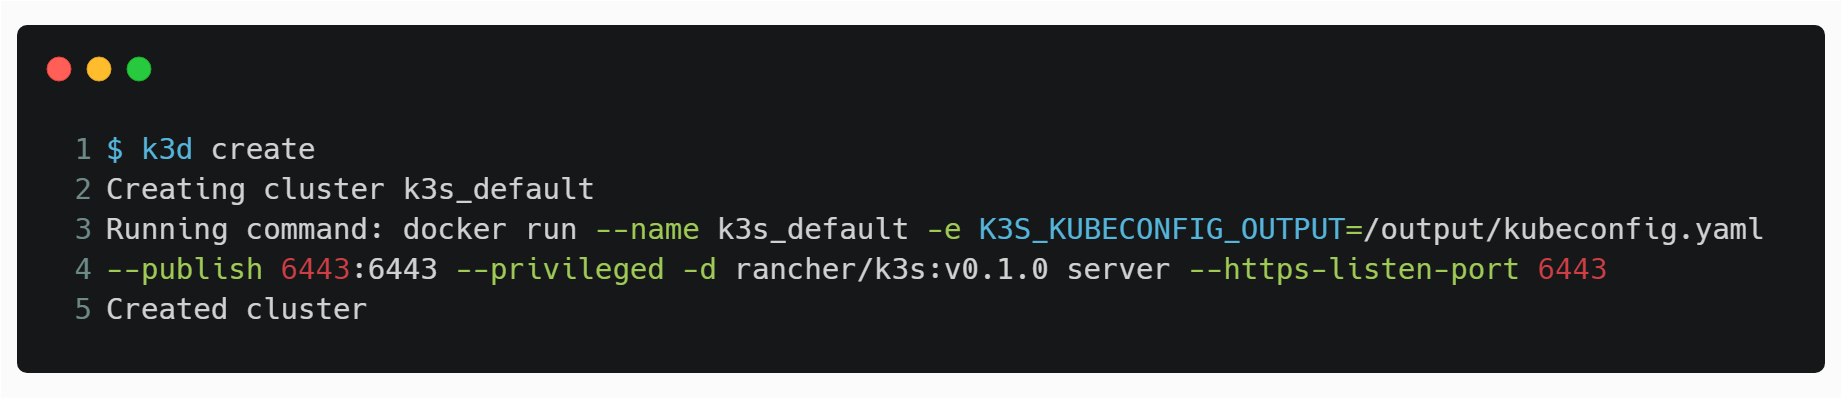 1 $ k3d create
2 Creating cluster k3s_default
3 Running command: docker run --name k3s_default -e K3S_KUBECONFIG_OUTPUT=/output/kubeconfig.yaml
4 --publish 6443:6443 --privileged -d rancher/k3s:v0.1.0 server --https-listen-port 6443
5 Created cluster